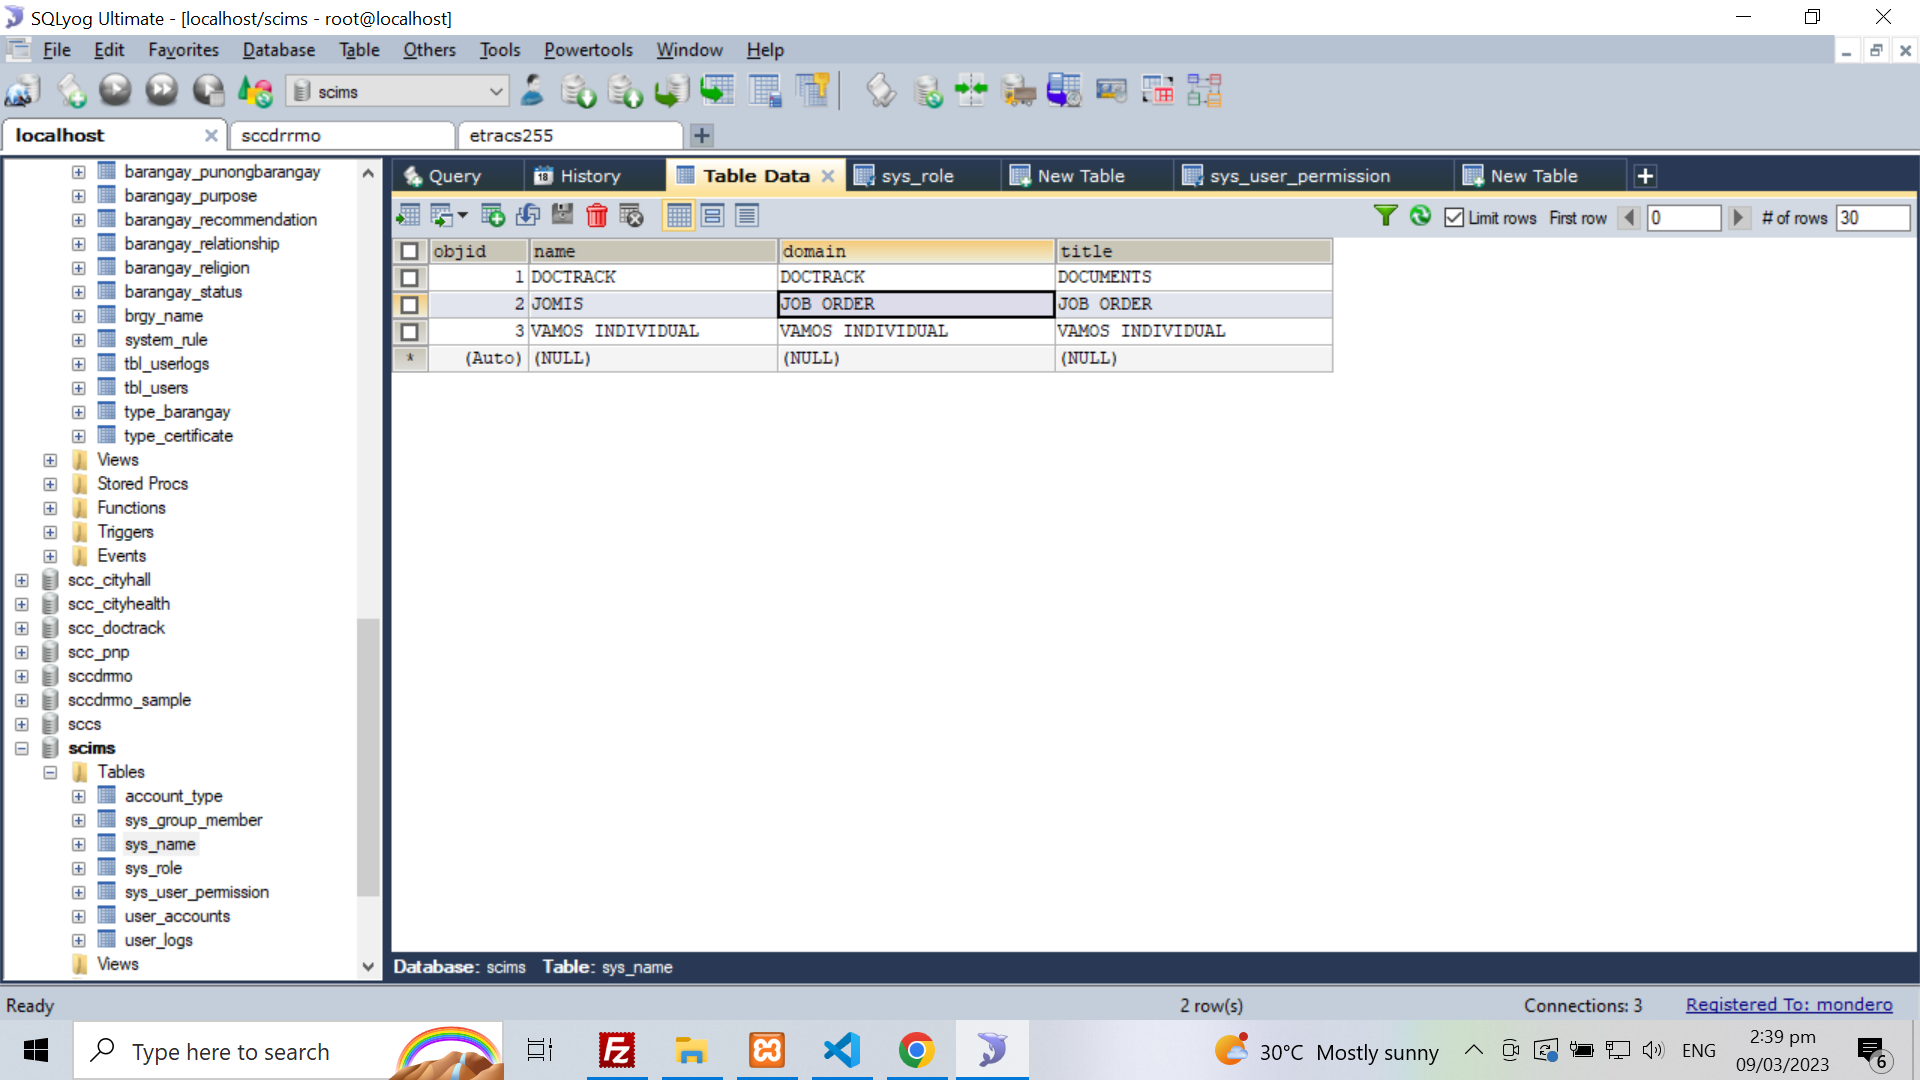 SQLyog Ultimate - [localhost/scims - root@localhost]
File Edit Favorites Database Table Others Tools Powertools Window Help
scims
localhost sccdrrmo etracs255
barangay_punongbarangay
barangay_purpose
barangay_recommendation
barangay_relationship
barangay_religion
barangay_status
brgy_name
system_rule
tbl_userlogs
tbl_users
type_barangay
type_certificate
Views
Stored Procs
Functions
Triggers
Events
scc_cityhall
scc_cityhealth
scc_doctrack
scc_pnp
sccdrrmo
sccdrrmo_sample
sccs
scims
Tables
account_type
sys_group_member
sys_name
sys_role
sys_user_permission
user_accounts
user_logs
Views
Query 18 History Table Data sys_role New Table sys_user_permission New Table
Limit rows First row 0 # of rows 30
objid name domain title
1 DOCTRACK DOCTRACK DOCUMENTS
2 JOMIS JOB ORDER JOB ORDER
3 VAMOS INDIVIDUAL VAMOS INDIVIDUAL VAMOS INDIVIDUAL
* (Auto) (NULL) (NULL) (NULL)
Database: scims Table: sys_name
Ready 2 row(s) Connections: 3 Registered To: mondero
Type here to search
Fz
30°C Mostly sunny
ENG
2:39 pm
09/03/2023
6